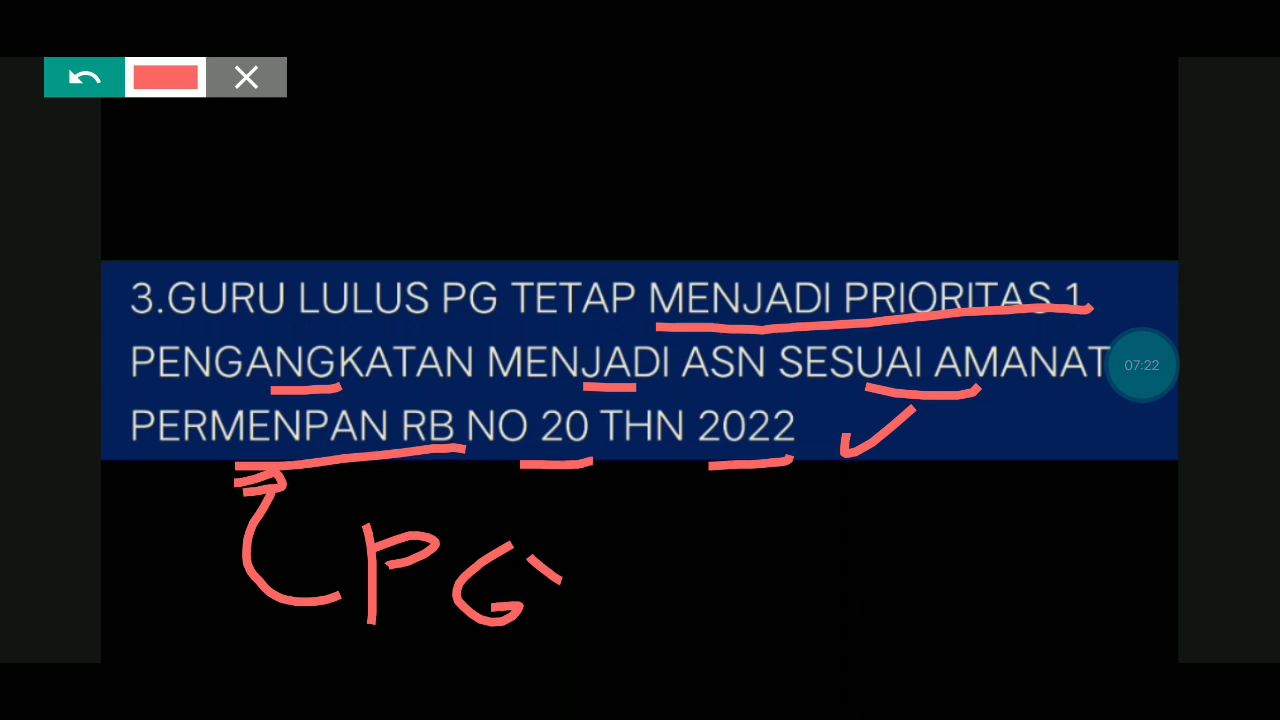 3.GURU LULUS PG TETAP MENJADI PRIORITAS 1
PENGANGKATAN MENJADI ASN SESUAI AMANAT
07:22
PERMENPAN RB NO 20 THN 2022
PG